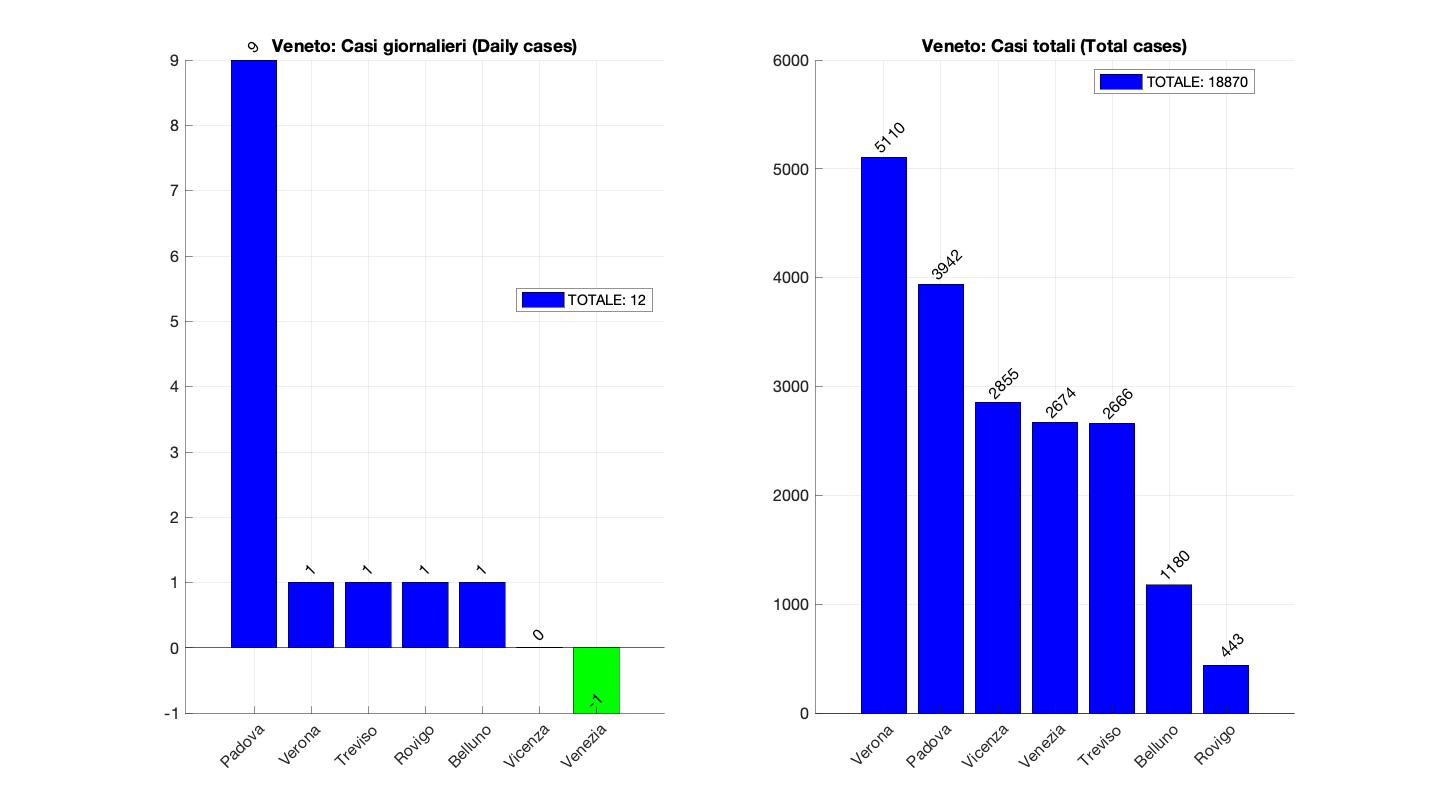 Veneto: Casi giornalieri (Daily cases)
9
9
8
7
6
5
4
3
2
1
0
-1
TOTALE: 12
1
1
1
1
0
-1
Padova
Verona
Treviso
Rovigo
Belluno
Vicenza
Venezia
Veneto: Casi totali (Total cases)
6000
5000
4000
3000
2000
1000
0
TOTALE: 18870
5110
3942
2855
2674
2666
1180
443
Verona
Padova
Vicenza
Venezia
Treviso
Belluno
Rovigo